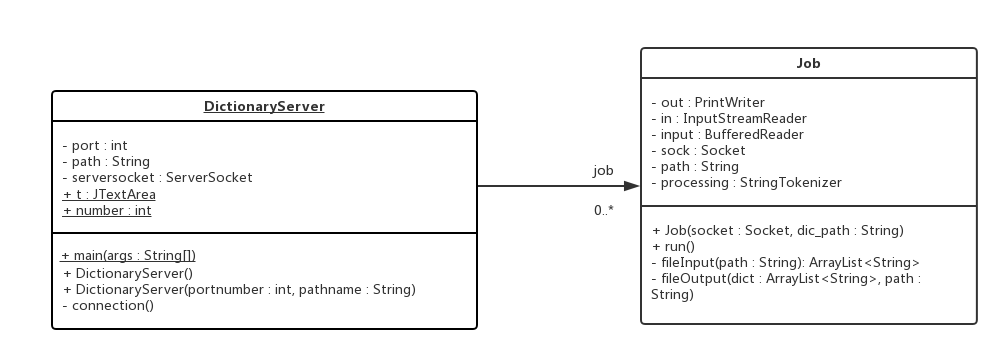 DictionaryServer
- port : int
- path : String
- serversocket : ServerSocket
+ t : JTextArea
+ number : int
+ main(args : String[])
+ DictionaryServer()
+ DictionaryServer(portnumber : int, pathname : String)
- connection()
job
0..*
Job
- out : PrintWriter
- in : InputStreamReader
- input : BufferedReader
- sock : Socket
- path : String
- processing : StringTokenizer
+ Job(socket : Socket, dic_path : String)
+ run()
- fileInput(path : String): ArrayList<String>
- fileOutput(dict : ArrayList<String>, path :
String)